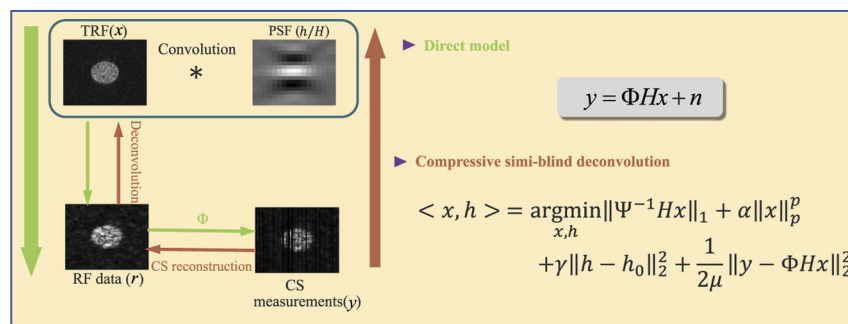 TRF(x)
Convolution
*
PSF (h/H)
Deconvolution
Φ
CS reconstruction
RF data (r)
CS
measurements(y)
Direct model
y = ΦHx + n
Compressive simi-blind deconvolution
< x, h > = argmin‖Ψ⁻¹Hx‖₁ + α‖x‖ₚᵖ
x,h
+γ‖h − h₀‖₂² + 1/2μ ‖y − ΦHx‖₂²